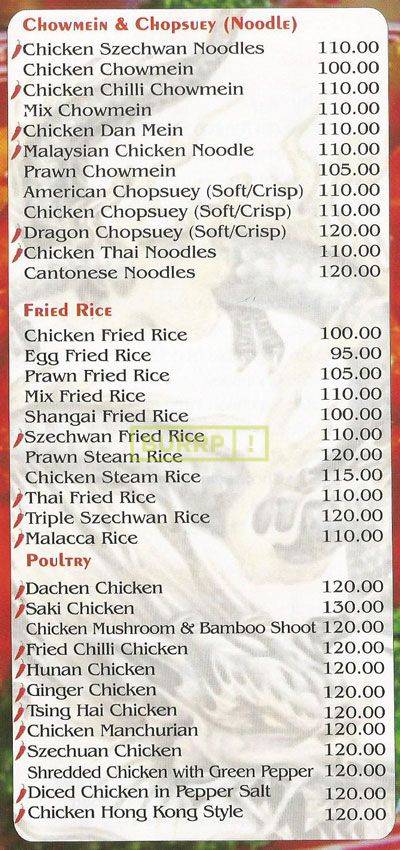 Chowmein & Chopsuey (Noodle)
Chicken Szechwan Noodles 110.00
Chicken Chowmein 100.00
Chicken Chilli Chowmein 110.00
Mix Chowmein 110.00
Chicken Dan Mein 110.00
Malaysian Chicken Noodle 110.00
Prawn Chowmein 105.00
American Chopsuey (Soft/Crisp) 110.00
Chicken Chopsuey (Soft/Crisp) 110.00
Dragon Chopsuey (Soft/Crisp) 120.00
Chicken Thai Noodles 110.00
Cantonese Noodles 120.00
Fried Rice
Chicken Fried Rice 100.00
Egg Fried Rice 95.00
Prawn Fried Rice 105.00
Mix Fried Rice 110.00
Shangai Fried Rice 100.00
Szechwan Fried Rice 110.00
BURRP!
Prawn Steam Rice 120.00
Chicken Steam Rice 115.00
Thai Fried Rice 110.00
Triple Szechwan Rice 120.00
Malacca Rice 110.00
Poultry
Dachen Chicken 120.00
Saki Chicken 130.00
Chicken Mushroom & Bamboo Shoot 120.00
Fried Chilli Chicken 120.00
Hunan Chicken 120.00
Ginger Chicken 120.00
Tsing Hai Chicken 120.00
Chicken Manchurian 120.00
Szechuan Chicken 120.00
Shredded Chicken with Green Pepper 120.00
Diced Chicken in Pepper Salt 120.00
Chicken Hong Kong Style 120.00